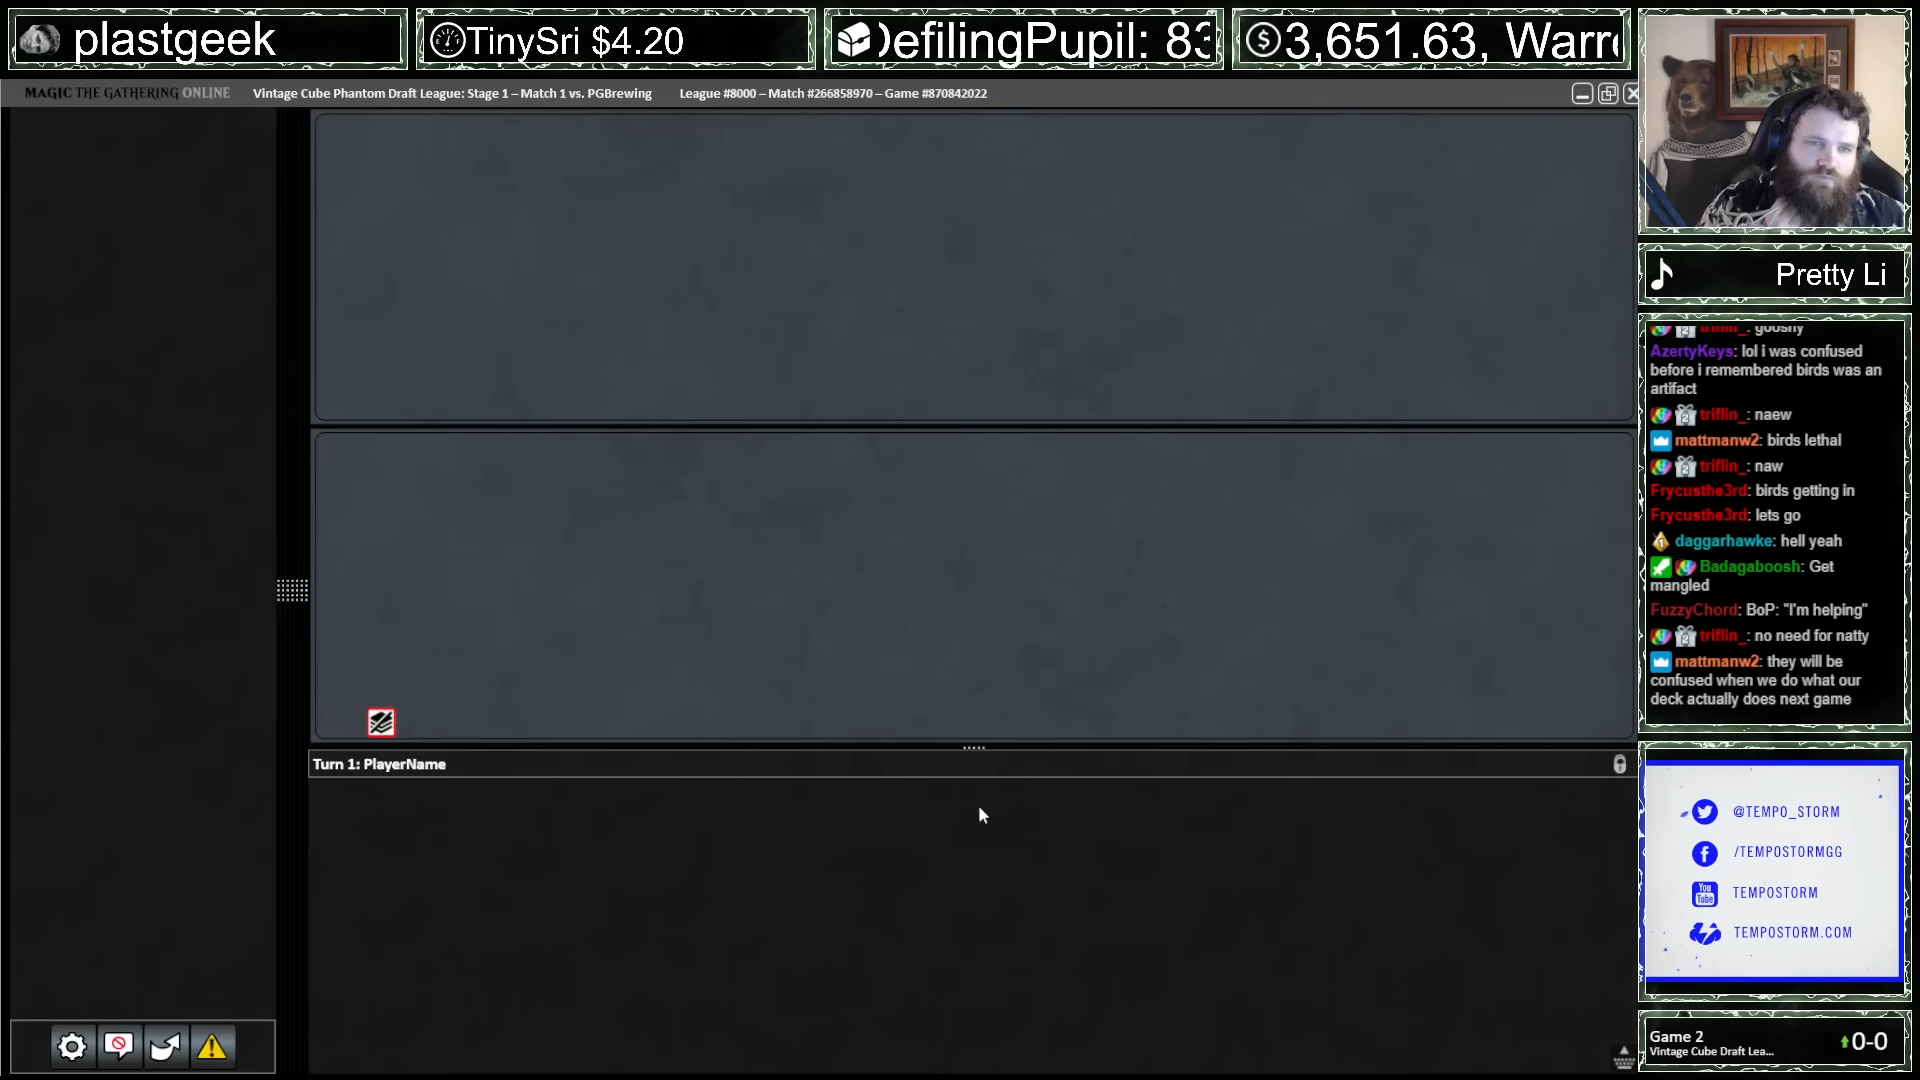 plastgeek
TinySri $4.20
DefilingPupil: 83
$3,651.63, Warr
MAGIC THE GATHERING ONLINE
Vintage Cube Phantom Draft League: Stage 1 – Match 1 vs. PGBrewing
League #8000 – Match #266858970 – Game #870842022
Pretty Li
triflin_: gooshy
AzertyKeys: lol i was confused
before i remembered birds was an
artifact
triflin_: naew
mattmanw2: birds lethal
triflin_: naw
Frycusthe3rd: birds getting in
Frycusthe3rd: lets go
daggarhawke: hell yeah
Badagaboosh: Get
mangled
FuzzyChord: BoP: "I'm helping"
triflin_: no need for natty
mattmanw2: they will be
confused when we do what our
deck actually does next game
Turn 1: PlayerName
@TEMPO_STORM
/TEMPOSTORMGG
You
Tube
TEMPOSTORM
TEMPOSTORM.COM
Game 2
Vintage Cube Draft Lea...
0-0